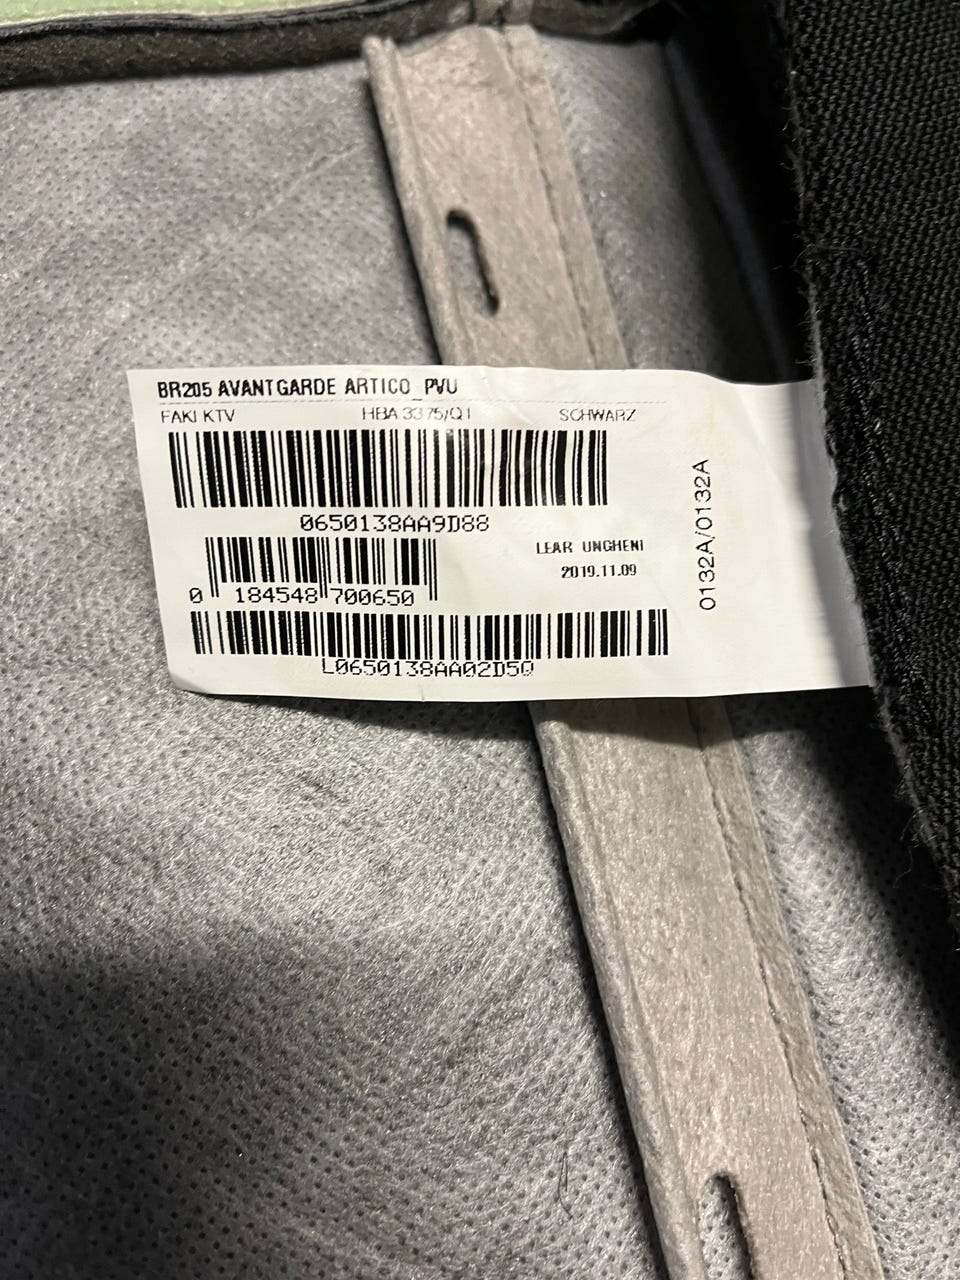 BR205 AVANTGARDE ARTICO_PVU
FAKI KTV HBA 3375/Q1 SCHWARZ
0650138AA9D88
LEAR UNGHENI
2019.11.09
0 184548 700650
L0650138AA02D5Q
0132A/0132A